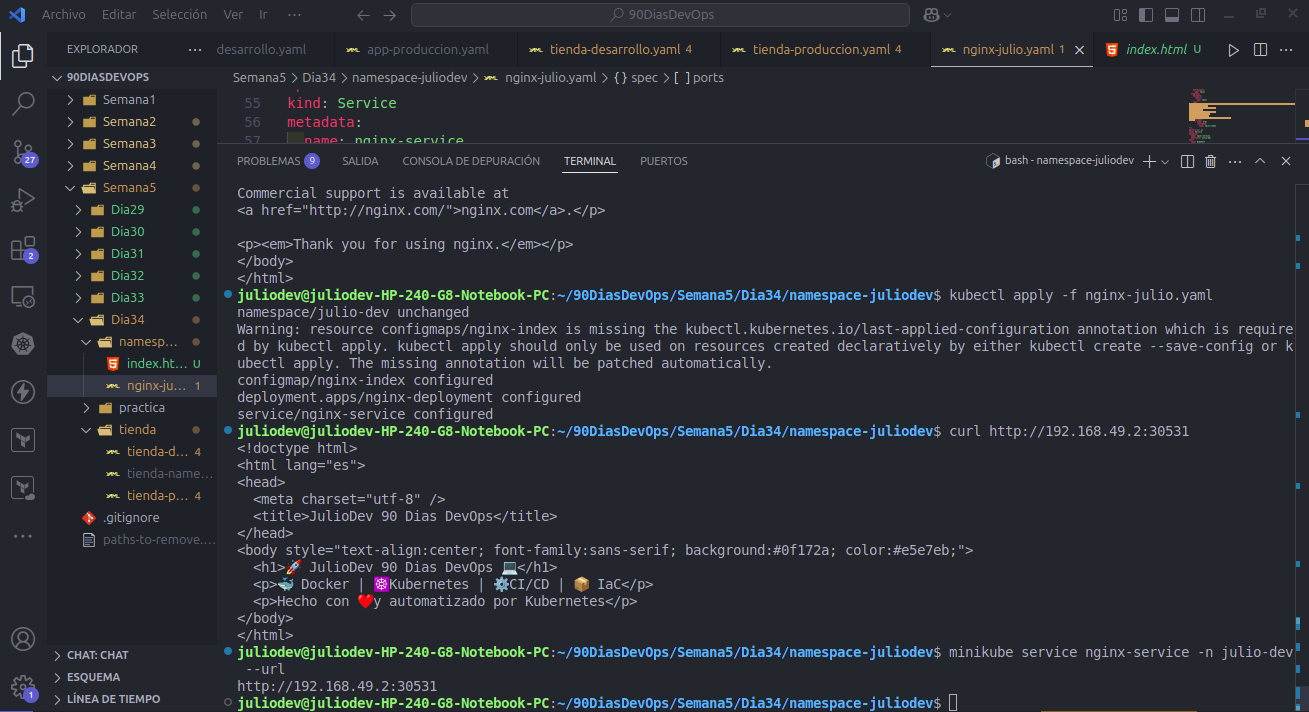 Archivo Editar Selección Ver Ir ··· 90DiasDevOps
EXPLORADOR ···
desarrollo.yaml app-produccion.yaml tienda-desarrollo.yaml 4 tienda-produccion.yaml 4 nginx-julio.yaml 1 index.html U ···
90DIASDEVOPS
Semana1
Semana2
Semana3
Semana4
Semana5
Dia29
Dia30
Dia31
Dia32
Dia33
Dia34
namesp...
index.ht... U
nginx-ju... 1
practica
tienda
tienda-d... 4
tienda-name...
tienda-p... 4
.gitignore
paths-to-remove....
CHAT: CHAT
ESQUEMA
LÍNEA DE TIEMPO
27
2
1
Semana5 > Dia34 > namespace-juliodev > nginx-julio.yaml > {} spec > [ ] ports
55 kind: Service
56 metadata:
57 name: nginx-service
PROBLEMAS 9 SALIDA CONSOLA DE DEPURACIÓN TERMINAL PUERTOS bash - namespace-juliodev
Commercial support is available at
<a href="http://nginx.com/">nginx.com</a>.</p>
<p><em>Thank you for using nginx.</em></p>
</body>
</html>
juliodev@juliodev-HP-240-G8-Notebook-PC:~/90DiasDevOps/Semana5/Dia34/namespace-juliodev$ kubectl apply -f nginx-julio.yaml
namespace/julio-dev unchanged
Warning: resource configmaps/nginx-index is missing the kubectl.kubernetes.io/last-applied-configuration annotation which is require
d by kubectl apply. kubectl apply should only be used on resources created declaratively by either kubectl create --save-config or k
ubectl apply. The missing annotation will be patched automatically.
configmap/nginx-index configured
deployment.apps/nginx-deployment configured
service/nginx-service configured
juliodev@juliodev-HP-240-G8-Notebook-PC:~/90DiasDevOps/Semana5/Dia34/namespace-juliodev$ curl http://192.168.49.2:30531
<!doctype html>
<html lang="es">
<head>
<meta charset="utf-8" />
<title>JulioDev 90 Dias DevOps</title>
</head>
<body style="text-align:center; font-family:sans-serif; background:#0f172a; color:#e5e7eb;">
<h1>🚀 JulioDev 90 Dias DevOps 💻</h1>
<p>🐳 Docker | ☸️Kubernetes | ⚙️CI/CD | 📦 IaC</p>
<p>Hecho con ❤️y automatizado por Kubernetes</p>
</body>
</html>
juliodev@juliodev-HP-240-G8-Notebook-PC:~/90DiasDevOps/Semana5/Dia34/namespace-juliodev$ minikube service nginx-service -n julio-dev
--url
http://192.168.49.2:30531
juliodev@juliodev-HP-240-G8-Notebook-PC:~/90DiasDevOps/Semana5/Dia34/namespace-juliodev$